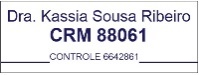 Dra. Kassia Sousa Ribeiro
CRM 88061
CONTROLE 6642861